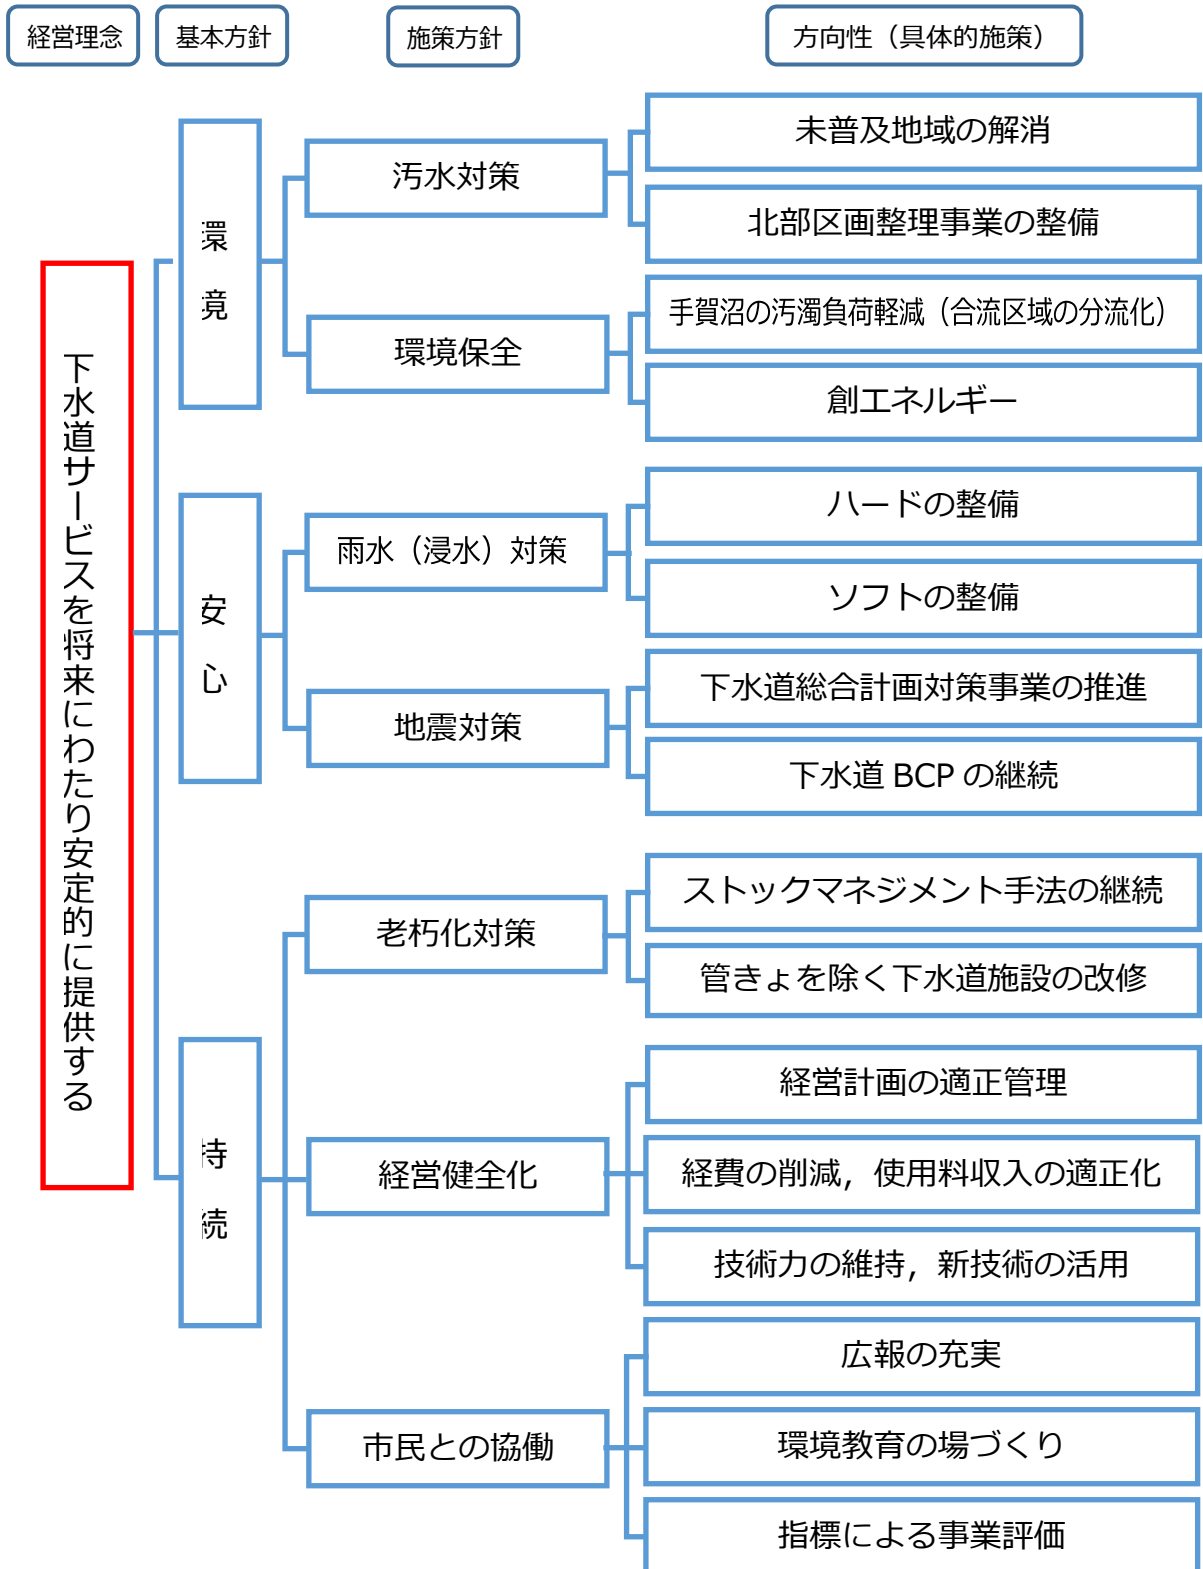 経営理念
基本方針
施策方針
方向性（具体的施策）
下水道サービスを将来にわたり安定的に提供する
環境
汚水対策
未普及地域の解消
北部区画整理事業の整備
環境保全
手賀沼の汚濁負荷軽減（合流区域の分流化）
創エネルギー
安心
雨水（浸水）対策
ハードの整備
ソフトの整備
地震対策
下水道総合計画対策事業の推進
下水道 BCP の継続
持続
老朽化対策
ストックマネジメント手法の継続
管きょを除く下水道施設の改修
経営健全化
経営計画の適正管理
経費の削減，使用料収入の適正化
技術力の維持，新技術の活用
市民との協働
広報の充実
環境教育の場づくり
指標による事業評価